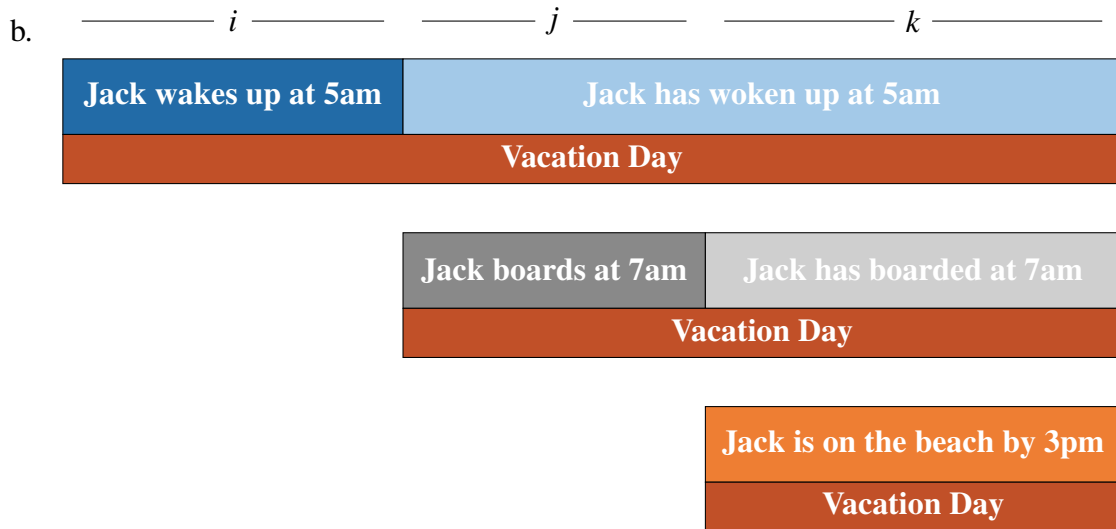 b.
i j k
Jack wakes up at 5am Jack has woken up at 5am
Vacation Day
Jack boards at 7am Jack has boarded at 7am
Vacation Day
Jack is on the beach by 3pm
Vacation Day